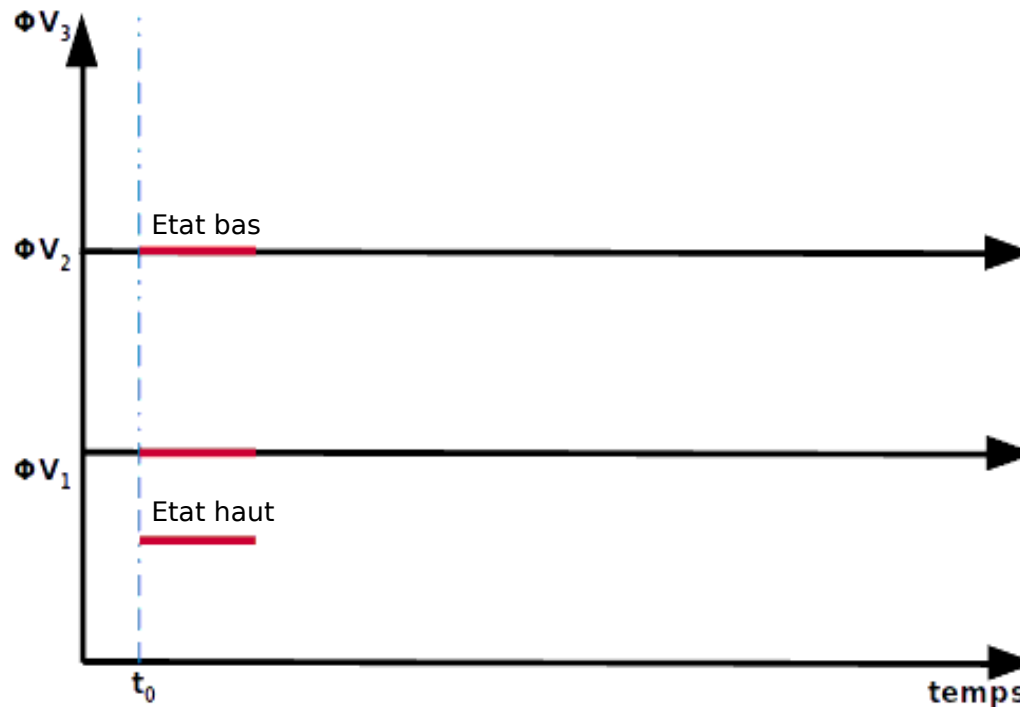 ΦV₃
Etat bas
ΦV₂
ΦV₁
Etat haut
t₀
temps